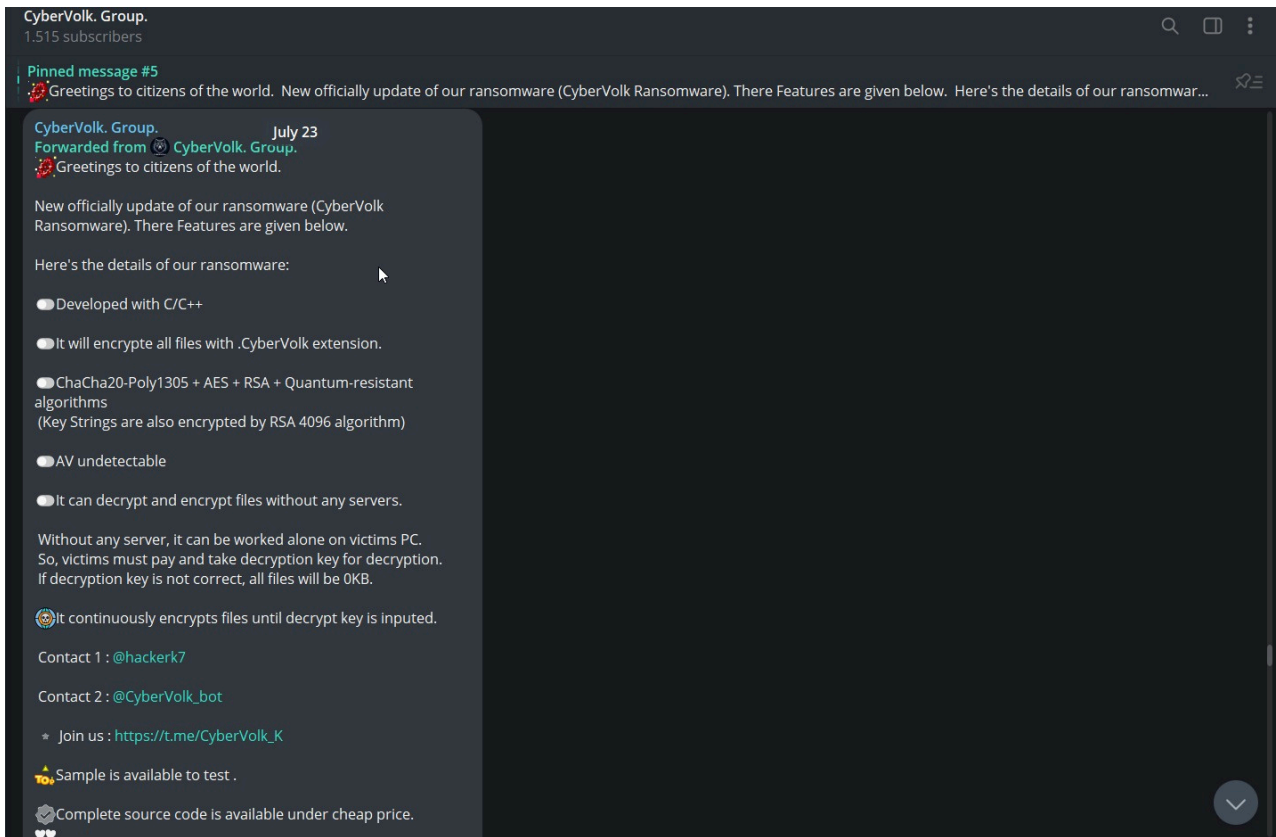 CyberVolk. Group.
1.515 subscribers
Pinned message #5
Greetings to citizens of the world. New officially update of our ransomware (CyberVolk Ransomware). There Features are given below. Here's the details of our ransomwar...
CyberVolk. Group.
July 23
Forwarded from CyberVolk. Group.
Greetings to citizens of the world.
New officially update of our ransomware (CyberVolk
Ransomware). There Features are given below.
Here's the details of our ransomware:
Developed with C/C++
It will encrypte all files with .CyberVolk extension.
ChaCha20-Poly1305 + AES + RSA + Quantum-resistant
algorithms
(Key Strings are also encrypted by RSA 4096 algorithm)
AV undetectable
It can decrypt and encrypt files without any servers.
Without any server, it can be worked alone on victims PC.
So, victims must pay and take decryption key for decryption.
If decryption key is not correct, all files will be 0KB.
It continuously encrypts files until decrypt key is inputed.
Contact 1 : @hackerk7
Contact 2 : @CyberVolk_bot
Join us : https://t.me/CyberVolk_K
Sample is available to test .
Complete source code is available under cheap price.